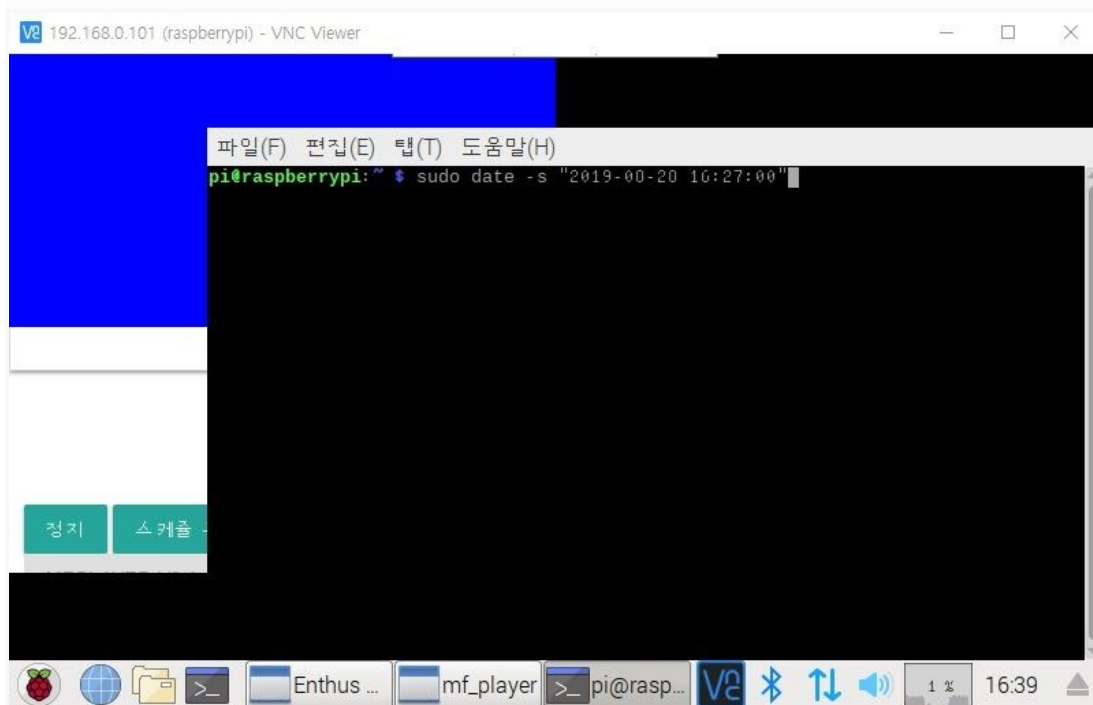 192.168.0.101 (raspberrypi) - VNC Viewer
파일(F) 편집(E) 탭(T) 도움말(H)
pi@raspberrypi:~ $ sudo date -s "2019-00-20 16:27:00"
정지 스케쥴
Enthus ... mf_player pi@rasp... 1 % 16:39